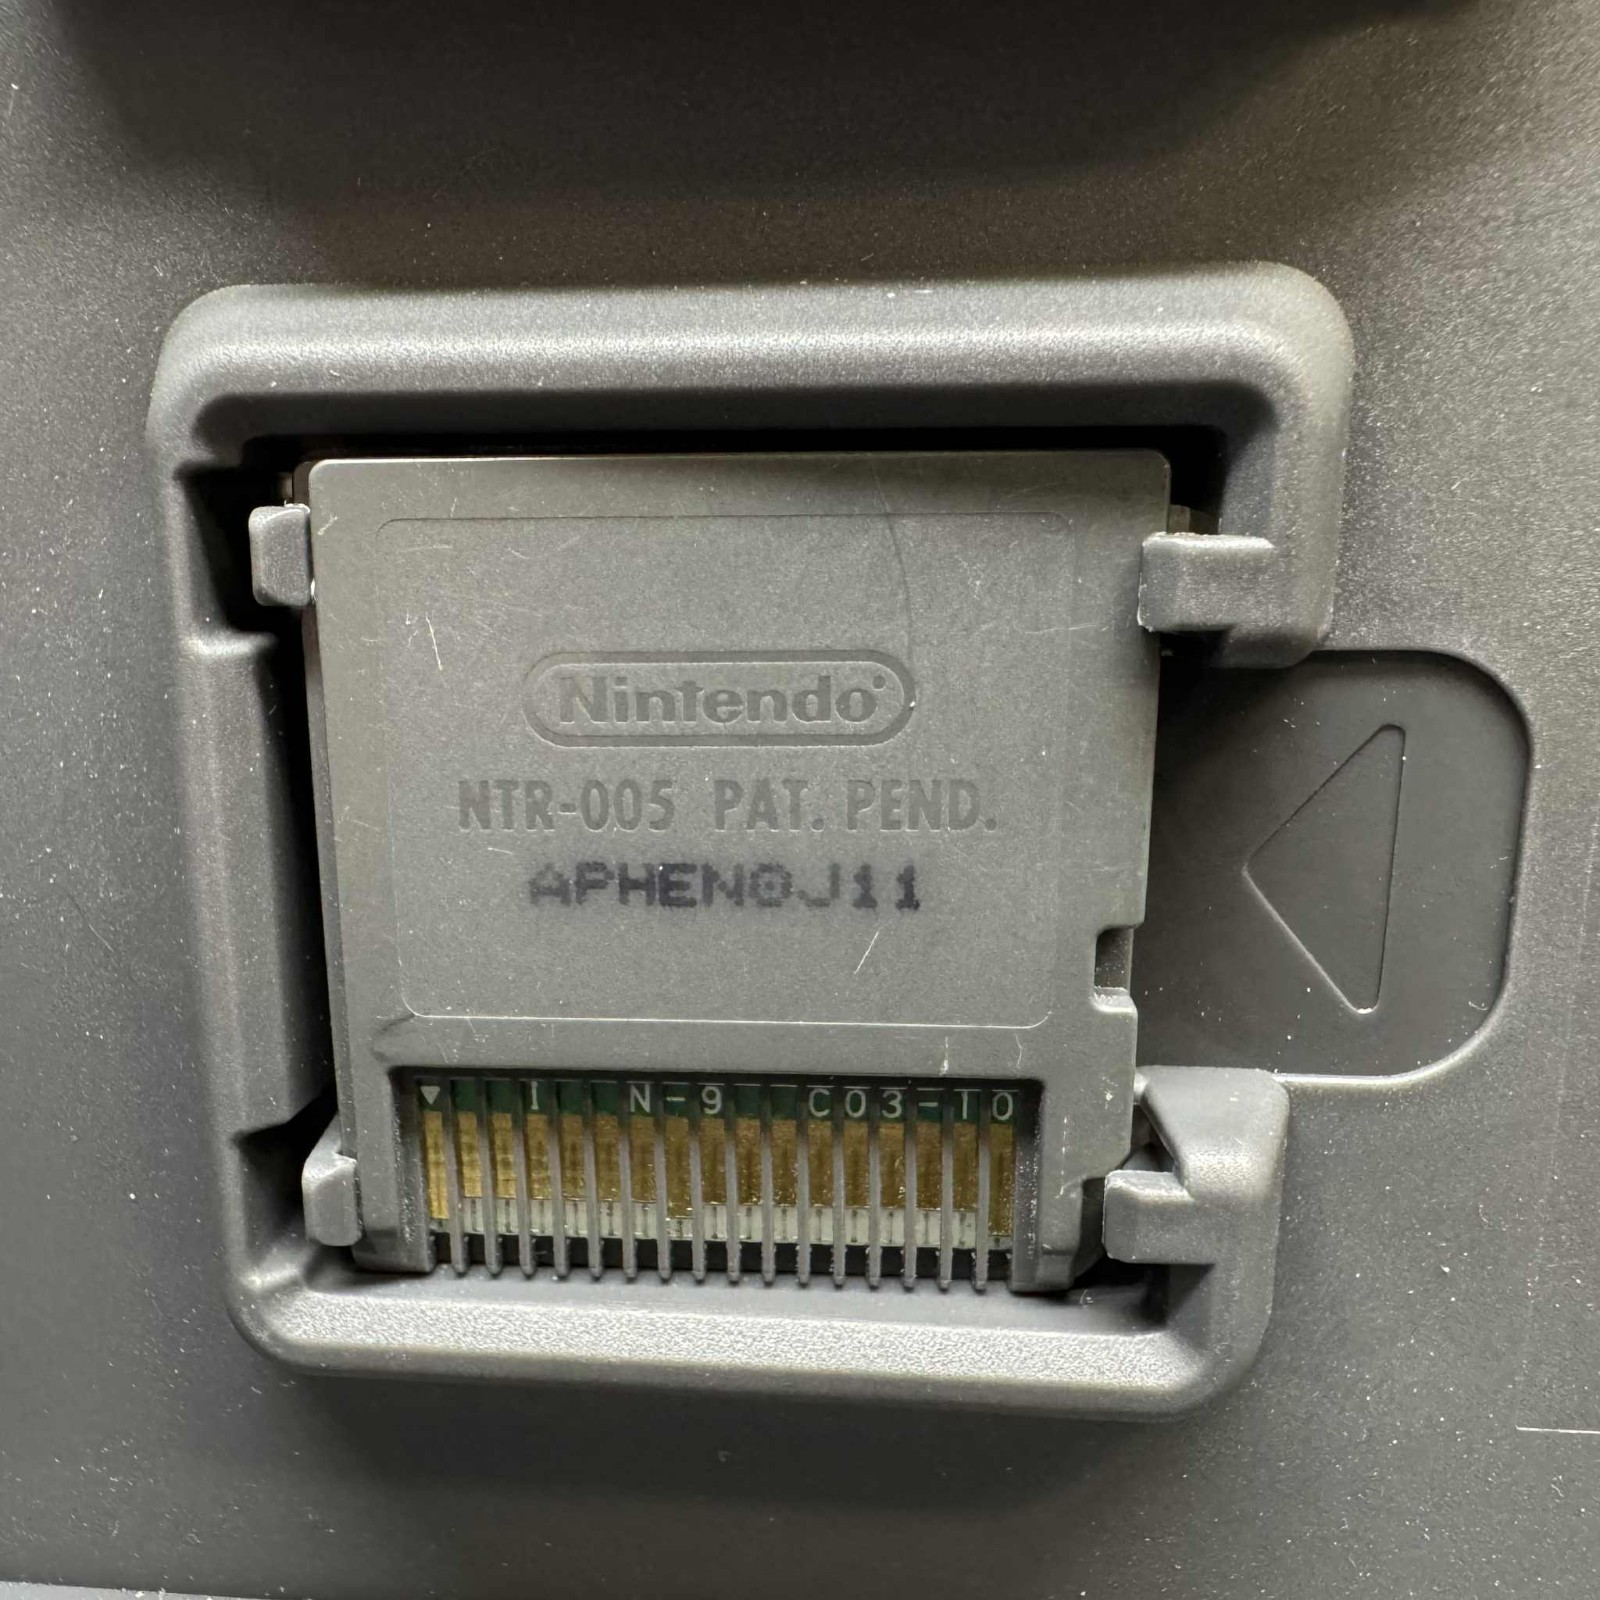 Nintendo
NTR-005 PAT. PEND.
APHEN0J11
I N-9 C03-10